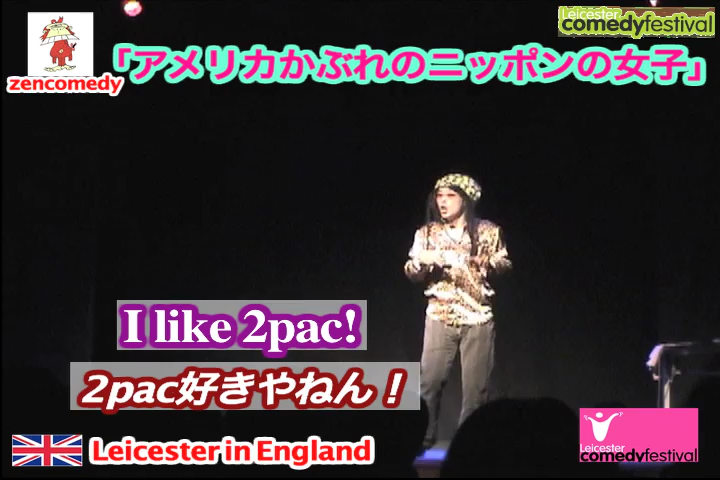 Leicester
comedyfestival
「アメリカかぶれのニッポンの女子」
zencomedy
I like 2pac!
2pac好きやねん！
Leicester in England
Leicester
comedyfestival